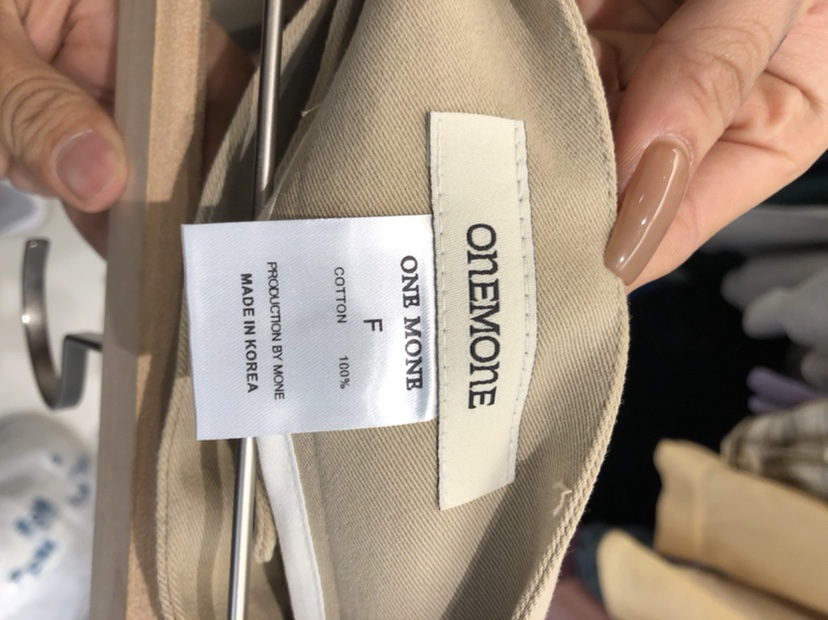 onEMOnE
ONE MONE
F
COTTON 100%
PRODUCTION BY MONE
MADE IN KOREA